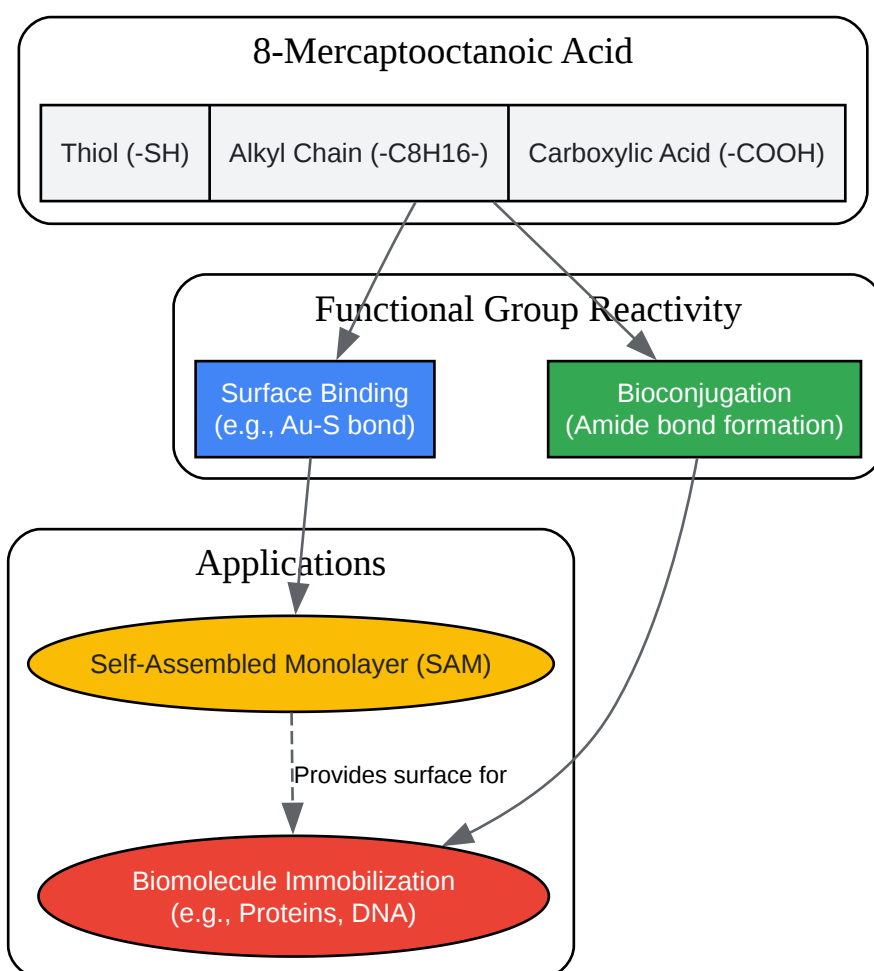 8-Mercaptooctanoic Acid
Thiol (-SH)
Alkyl Chain (-C8H16-)
Carboxylic Acid (-COOH)
Functional Group Reactivity
Surface Binding
(e.g., Au-S bond)
Bioconjugation
(Amide bond formation)
Applications
Self-Assembled Monolayer (SAM)
Provides surface for
Biomolecule Immobilization
(e.g., Proteins, DNA)